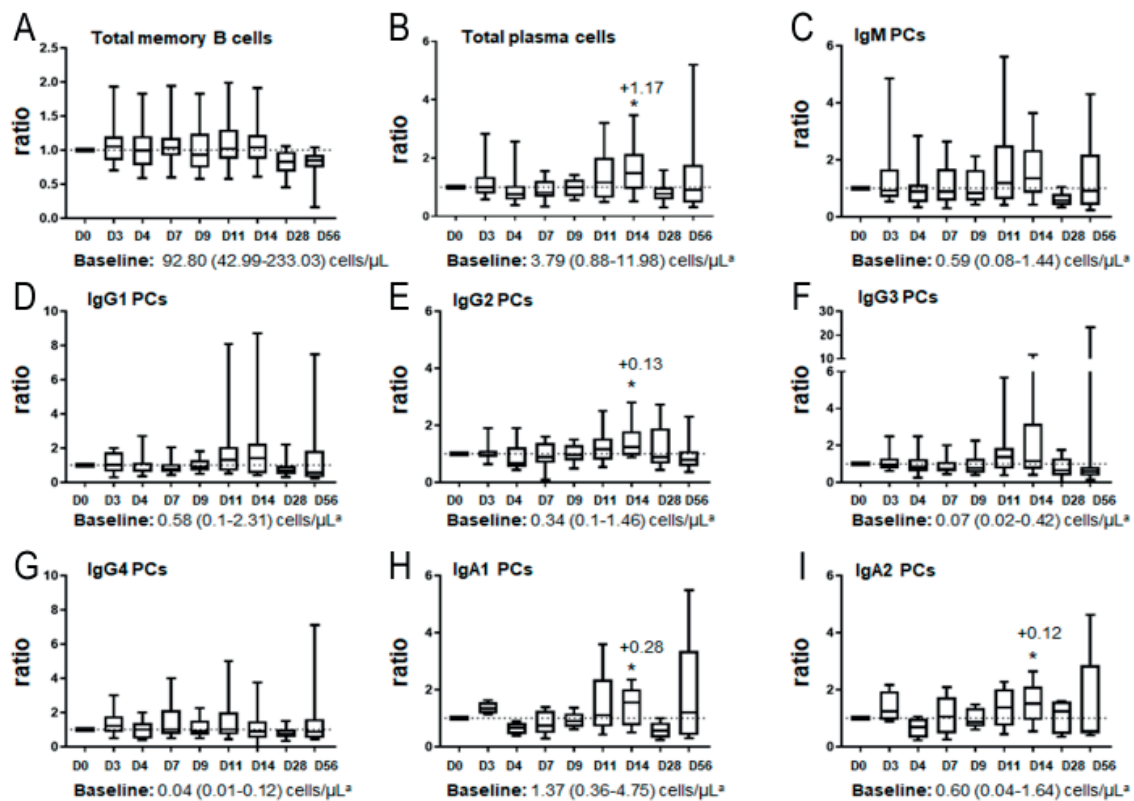 A
Total memory B cells
ratio
2.5
2.0
1.5
1.0
0.5
0.0
D0 D3 D4 D7 D9 D11 D14 D28 D56
Baseline: 92.80 (42.99-233.03) cells/µL
B
Total plasma cells
ratio
6
4
2
0
+1.17
*
D0 D3 D4 D7 D9 D11 D14 D28 D56
Baseline: 3.79 (0.88-11.98) cells/µLª
C
IgM PCs
ratio
6
4
2
0
D0 D3 D4 D7 D9 D11 D14 D28 D56
Baseline: 0.59 (0.08-1.44) cells/µLª
D
IgG1 PCs
ratio
10
8
6
4
2
0
D0 D3 D4 D7 D9 D11 D14 D28 D56
Baseline: 0.58 (0.1-2.31) cells/µLª
E
IgG2 PCs
ratio
6
4
2
0
+0.13
*
D0 D3 D4 D7 D9 D11 D14 D28 D56
Baseline: 0.34 (0.1-1.46) cells/µLª
F
IgG3 PCs
ratio
30
20
10
6
4
2
0
D0 D3 D4 D7 D9 D11 D14 D28 D56
Baseline: 0.07 (0.02-0.42) cells/µLª
G
IgG4 PCs
ratio
10
8
6
4
2
0
D0 D3 D4 D7 D9 D11 D14 D28 D56
Baseline: 0.04 (0.01-0.12) cells/µLª
H
IgA1 PCs
ratio
6
4
2
0
+0.28
*
D0 D3 D4 D7 D9 D11 D14 D28 D56
Baseline: 1.37 (0.36-4.75) cells/µLª
I
IgA2 PCs
ratio
6
4
2
0
+0.12
*
D0 D3 D4 D7 D9 D11 D14 D28 D56
Baseline: 0.60 (0.04-1.64) cells/µLª